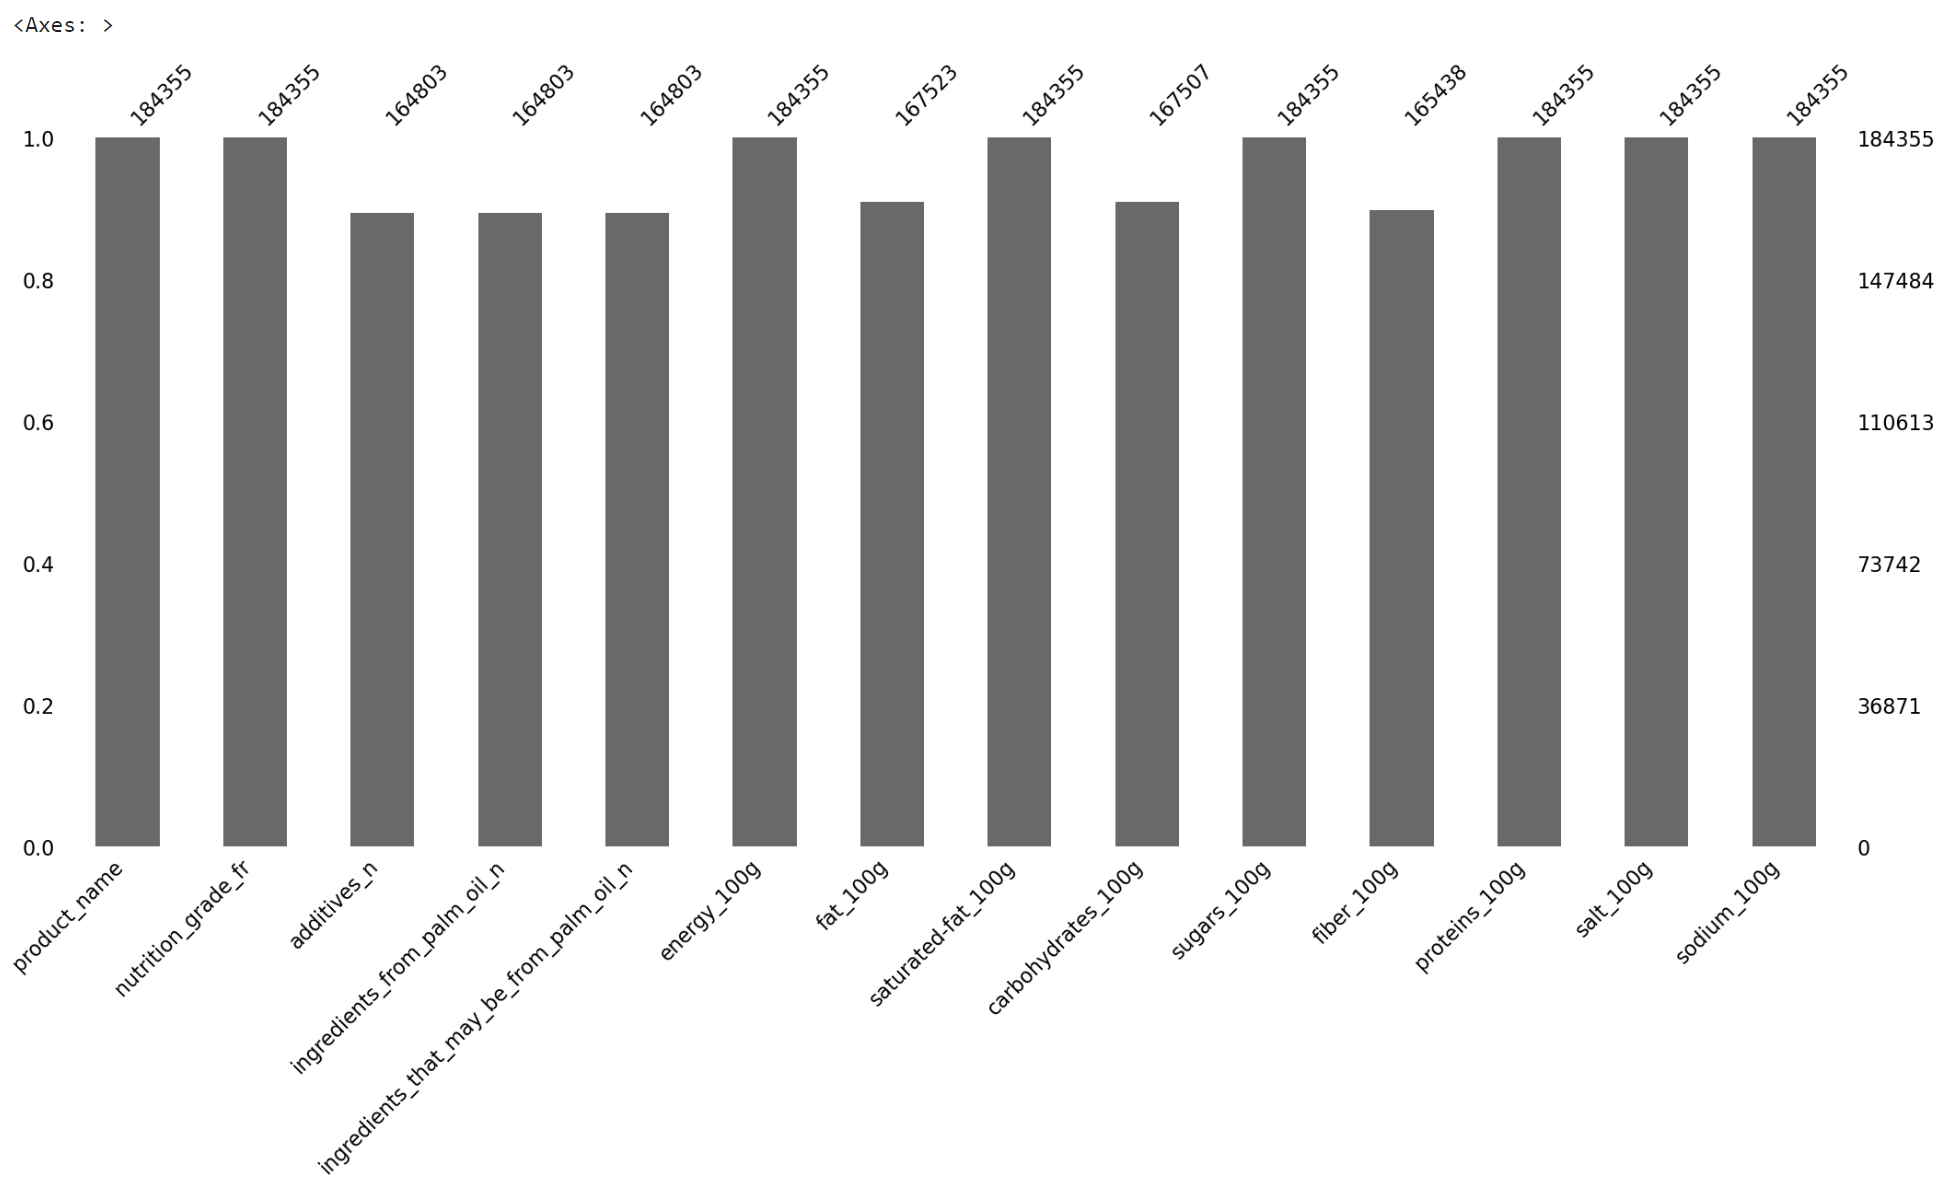 <Axes: >
184355
184355
164803
164803
164803
184355
167523
184355
167507
184355
165438
184355
184355
184355
1.0
184355
0.8
147484
0.6
110613
0.4
73742
0.2
36871
0.0
0
product_name
nutrition_grade_fr
additives_n
ingredients_from_palm_oil_n
ingredients_that_may_be_from_palm_oil_n
energy_100g
fat_100g
saturated-fat_100g
carbohydrates_100g
sugars_100g
fiber_100g
proteins_100g
salt_100g
sodium_100g